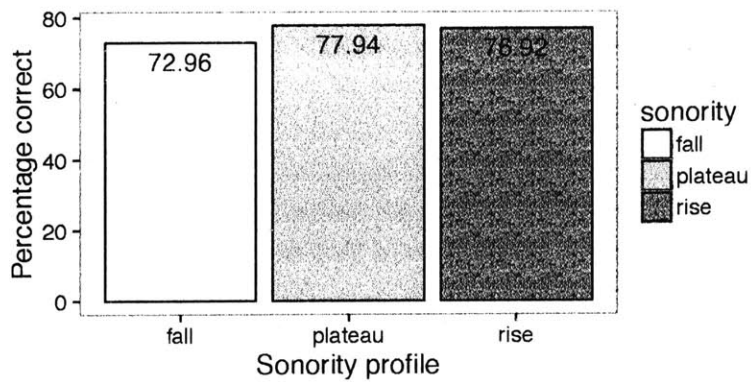 80
60
40
20
0
Percentage correct
72.96
77.94
76.92
fall
plateau
rise
Sonority profile
sonority
fall
plateau
rise